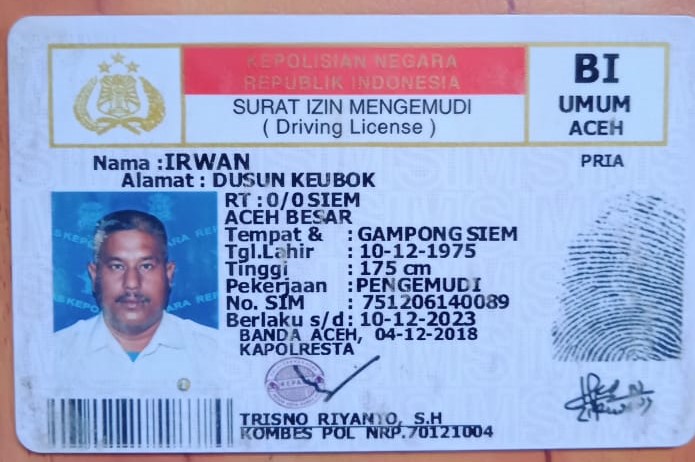 KEPOLISIAN NEGARA
REPUBLIK INDONESIA
SURAT IZIN MENGEMUDI
( Driving License )
BI
UMUM
ACEH
PRIA
Nama : IRWAN
Alamat : DUSUN KEUBOK
RT : 0/0 SIEM
ACEH BESAR
Tempat & : GAMPONG SIEM
Tgl.Lahir : 10-12-1975
Tinggi : 175 cm
Pekerjaan : PENGEMUDI
No. SIM : 751206140089
Berlaku s/d : 10-12-2023
BANDA ACEH, 04-12-2018
KAPOLRESTA
TRISNO RIYANTO, S.H
KOMBES POL NRP.70121004